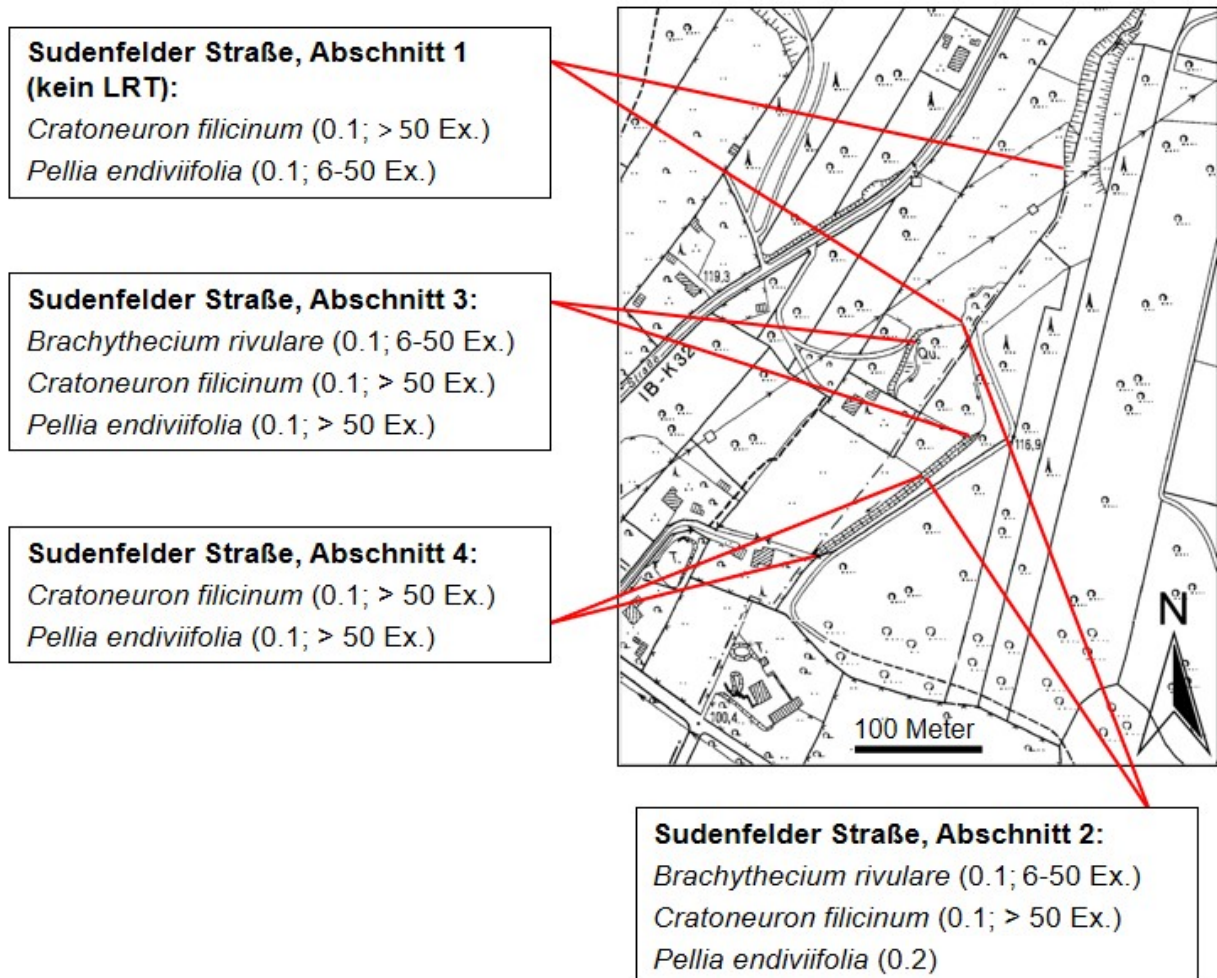 Sudenfelder Straße, Abschnitt 1
(kein LRT):
Cratoneuron filicinum (0.1; > 50 Ex.)
Pellia endiviifolia (0.1; 6-50 Ex.)
Sudenfelder Straße, Abschnitt 3:
Brachythecium rivulare (0.1; 6-50 Ex.)
Cratoneuron filicinum (0.1; > 50 Ex.)
Pellia endiviifolia (0.1; > 50 Ex.)
Sudenfelder Straße, Abschnitt 4:
Cratoneuron filicinum (0.1; > 50 Ex.)
Pellia endiviifolia (0.1; > 50 Ex.)
119,3
Qu.
Straße
IB-K32
116,9
T.
N
100,4
100 Meter
Sudenfelder Straße, Abschnitt 2:
Brachythecium rivulare (0.1; 6-50 Ex.)
Cratoneuron filicinum (0.1; > 50 Ex.)
Pellia endiviifolia (0.2)